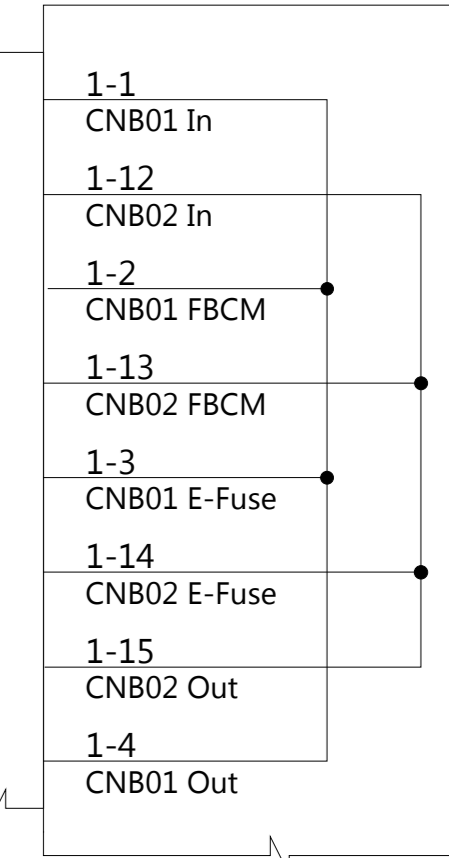 1-1
CNB01 In
1-12
CNB02 In
1-2
CNB01 FBCM
1-13
CNB02 FBCM
1-3
CNB01 E-Fuse
1-14
CNB02 E-Fuse
1-15
CNB02 Out
1-4
CNB01 Out